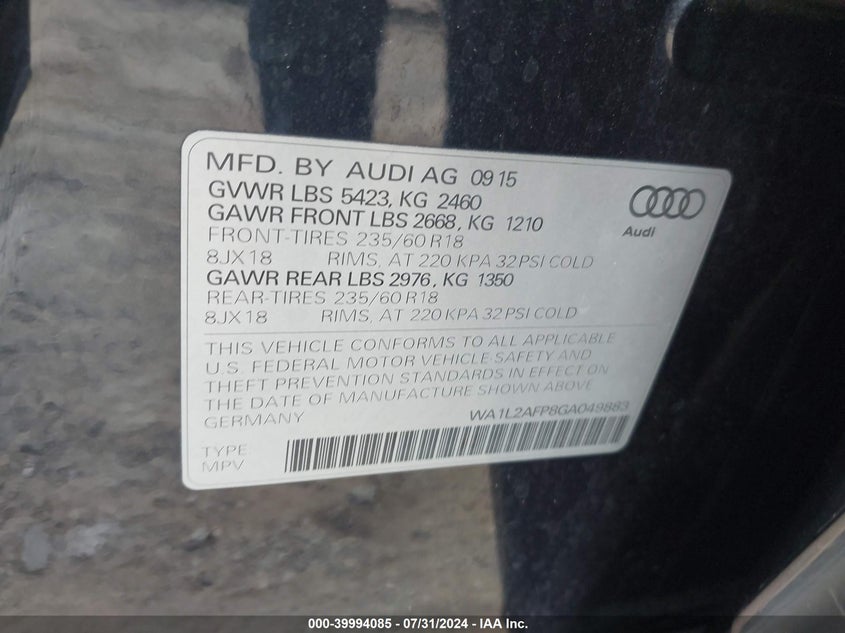 MFD. BY AUDI AG 09 15
GVWR LBS 5423, KG 2460
GAWR FRONT LBS 2668, KG 1210
FRONT-TIRES 235/60 R18
8JX18 RIMS, AT 220 KPA 32 PSI COLD
GAWR REAR LBS 2976, KG 1350
REAR-TIRES 235/60 R18
8JX18 RIMS, AT 220 KPA 32 PSI COLD
Audi
THIS VEHICLE CONFORMS TO ALL APPLICABLE
U.S. FEDERAL MOTOR VEHICLE SAFETY AND
THEFT PREVENTION STANDARDS IN EFFECT ON
THE DATE OF MANUFACTURE SHOWN ABOVE
GERMANY WA1L2AFP8GA049883
TYPE
MPV
000-39994085 - 07/31/2024 - IAA Inc.